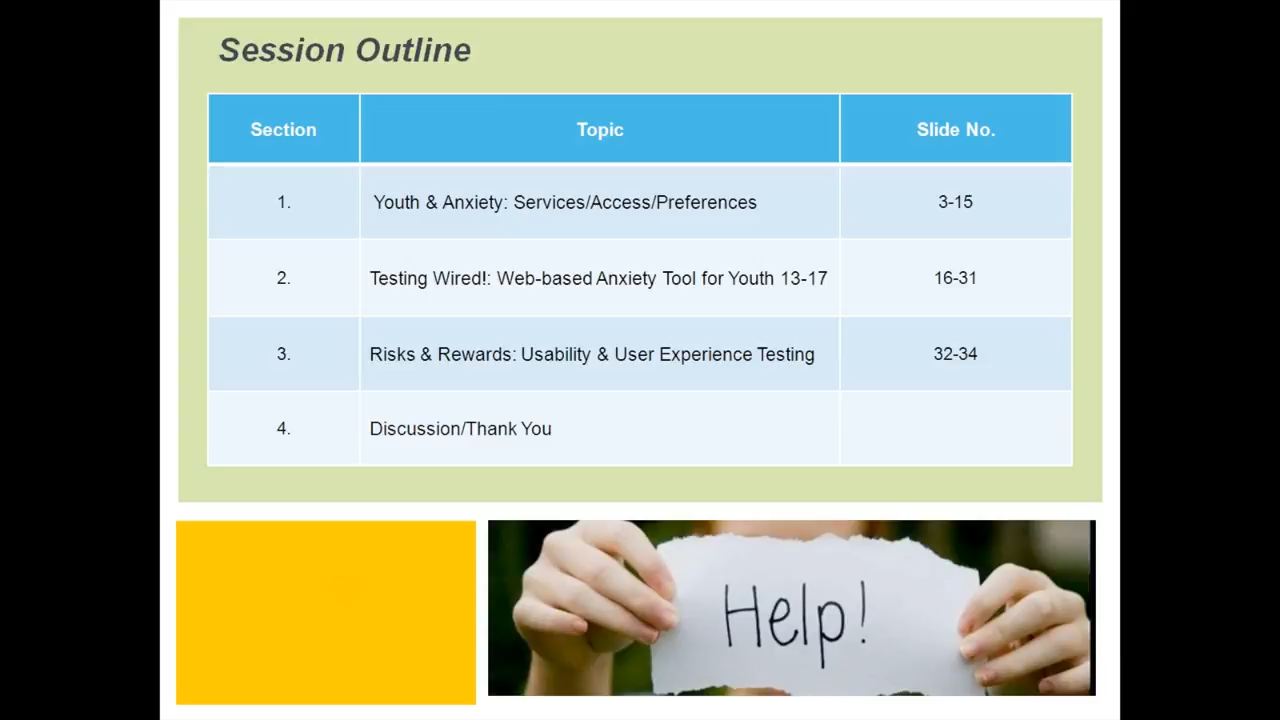 Session Outline
Section Topic Slide No.
1. Youth & Anxiety: Services/Access/Preferences 3-15
2. Testing Wired!: Web-based Anxiety Tool for Youth 13-17 16-31
3. Risks & Rewards: Usability & User Experience Testing 32-34
4. Discussion/Thank You
Help!